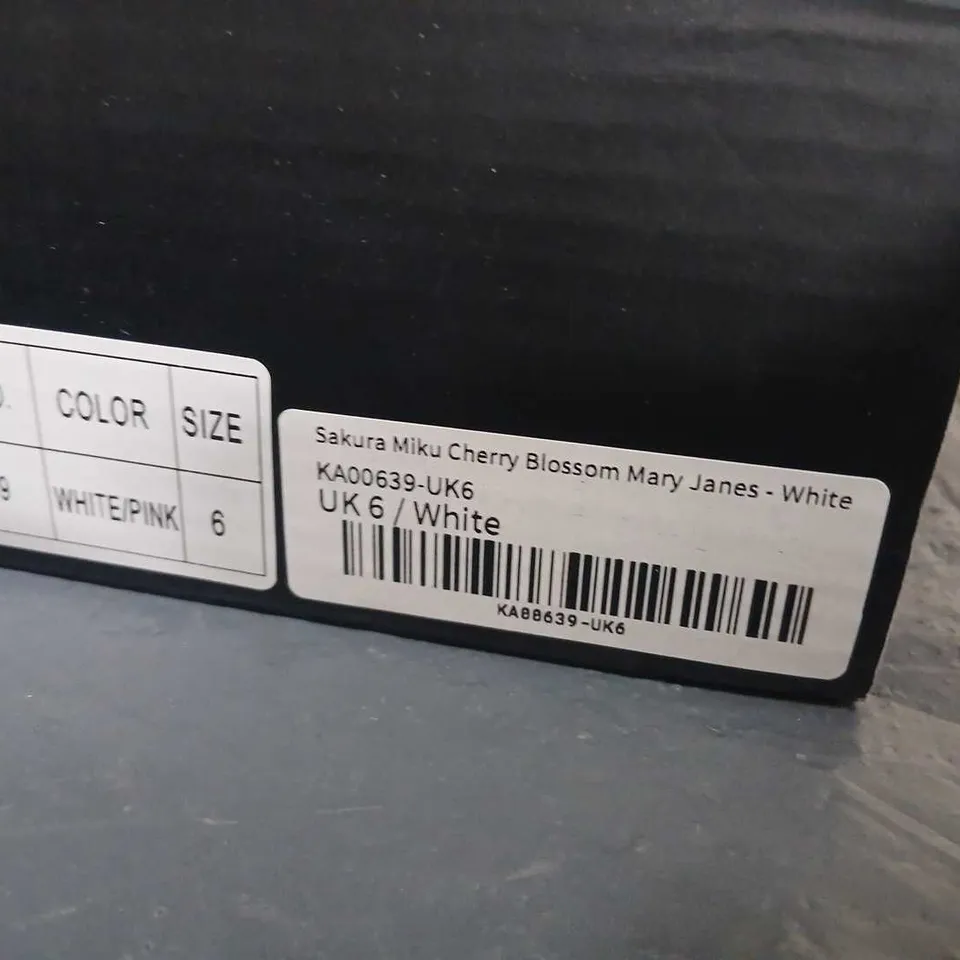 COLOR SIZE
9 WHITE/PINK 6
Sakura Miku Cherry Blossom Mary Janes - White
KA00639-UK6
UK 6 / White
KA00639-UK6